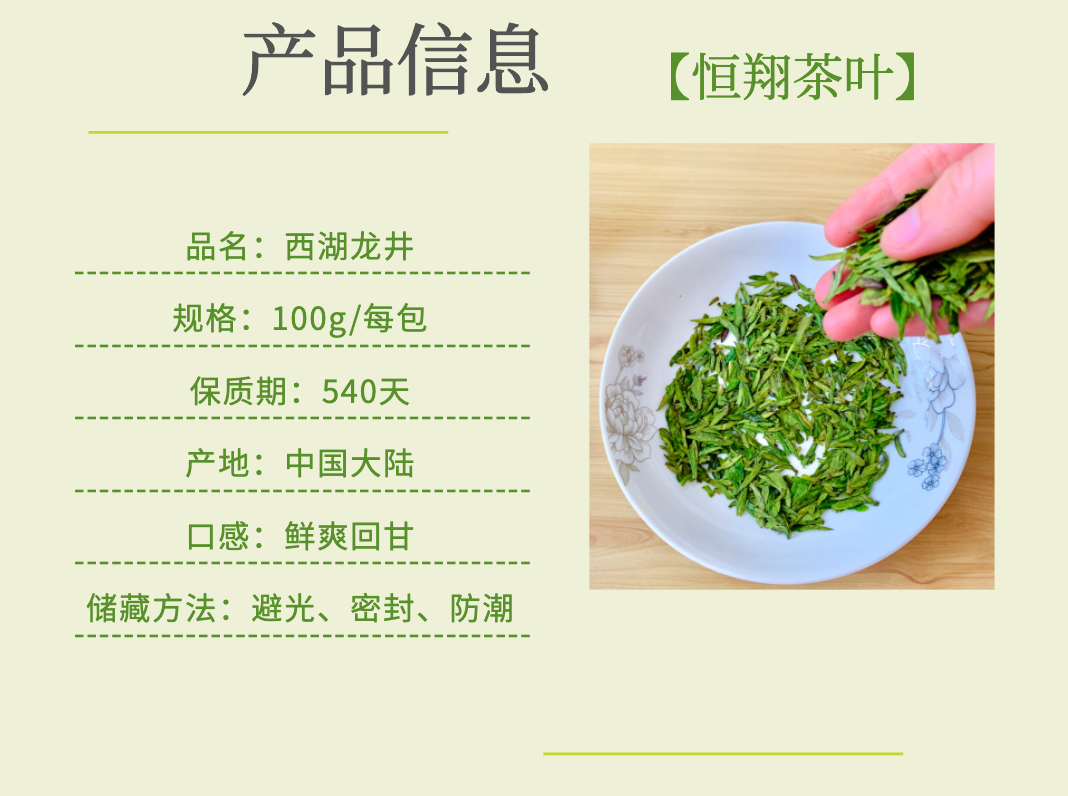 产品信息
【恒翔茶叶】
品名：西湖龙井
规格：100g/每包
保质期：540天
产地：中国大陆
口感：鲜爽回甘
储藏方法：避光、密封、防潮